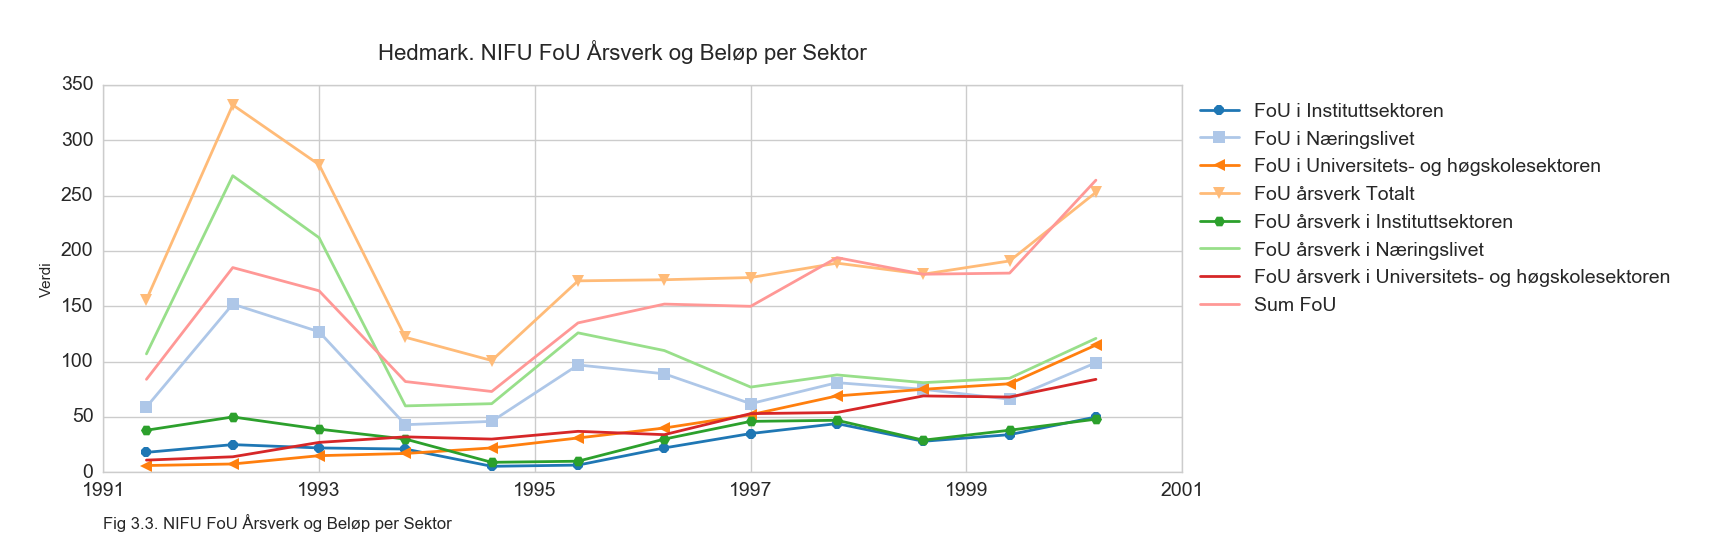 Hedmark. NIFU FoU Årsverk og Beløp per Sektor
350
300
250
200
150
100
50
0
Verdi
1991 1993 1995 1997 1999 2001
FoU i Instituttsektoren
FoU i Næringslivet
FoU i Universitets- og høgskolesektoren
FoU årsverk Totalt
FoU årsverk i Instituttsektoren
FoU årsverk i Næringslivet
FoU årsverk i Universitets- og høgskolesektoren
Sum FoU
Fig 3.3. NIFU FoU Årsverk og Beløp per Sektor